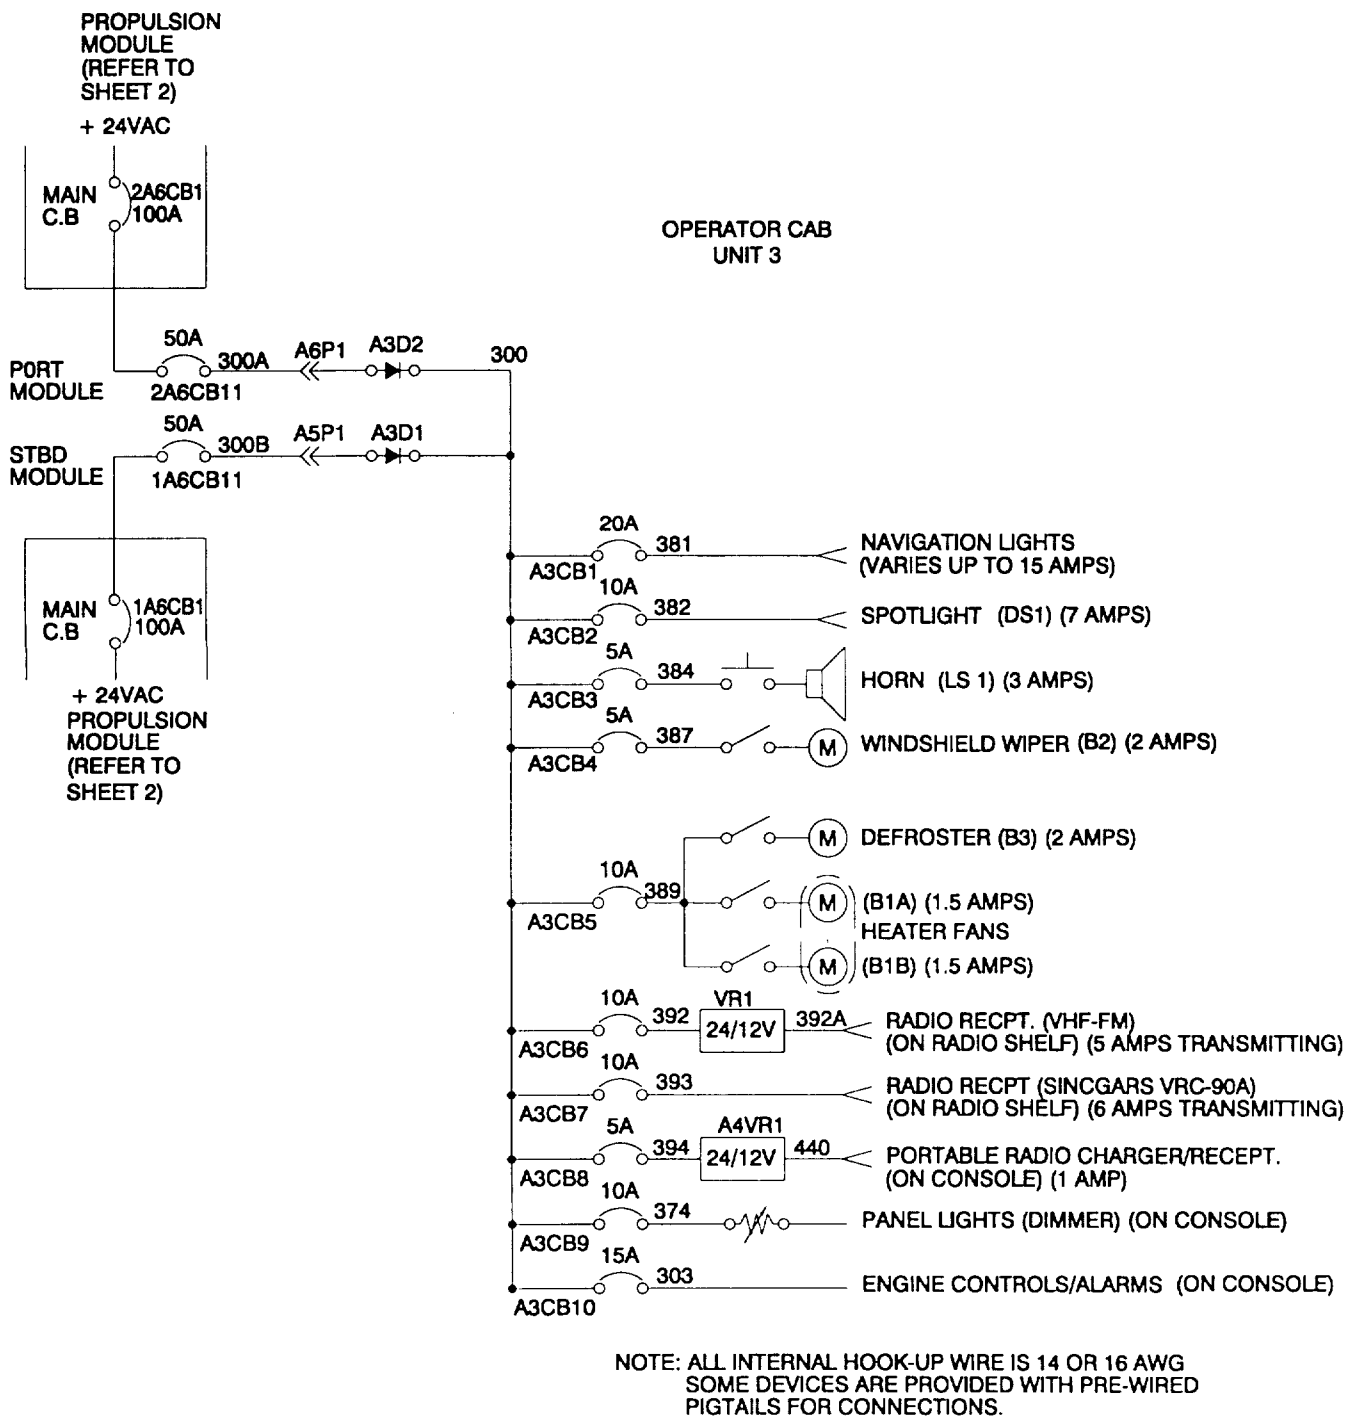 PROPULSION
MODULE
(REFER TO
SHEET 2)
+ 24VAC
MAIN
C.B
2A6CB1
100A
OPERATOR CAB
UNIT 3
PORT
MODULE
50A
2A6CB11
300A
A6P1
A3D2
300
STBD
MODULE
50A
1A6CB11
300B
A5P1
A3D1
MAIN
C.B
1A6CB1
100A
+ 24VAC
PROPULSION
MODULE
(REFER TO
SHEET 2)
20A
A3CB1
381
NAVIGATION LIGHTS
(VARIES UP TO 15 AMPS)
10A
A3CB2
382
SPOTLIGHT (DS1) (7 AMPS)
5A
A3CB3
384
HORN (LS 1) (3 AMPS)
5A
A3CB4
387
M
WINDSHIELD WIPER (B2) (2 AMPS)
M
DEFROSTER (B3) (2 AMPS)
10A
A3CB5
389
M
(B1A) (1.5 AMPS)
HEATER FANS
M
(B1B) (1.5 AMPS)
10A
A3CB6
392
VR1
24/12V
392A
RADIO RECPT. (VHF-FM)
(ON RADIO SHELF) (5 AMPS TRANSMITTING)
10A
A3CB7
393
RADIO RECPT (SINCGARS VRC-90A)
(ON RADIO SHELF) (6 AMPS TRANSMITTING)
5A
A3CB8
394
A4VR1
24/12V
440
PORTABLE RADIO CHARGER/RECEPT.
(ON CONSOLE) (1 AMP)
10A
A3CB9
374
PANEL LIGHTS (DIMMER) (ON CONSOLE)
15A
A3CB10
303
ENGINE CONTROLS/ALARMS (ON CONSOLE)
NOTE: ALL INTERNAL HOOK-UP WIRE IS 14 OR 16 AWG
SOME DEVICES ARE PROVIDED WITH PRE-WIRED
PIGTAILS FOR CONNECTIONS.